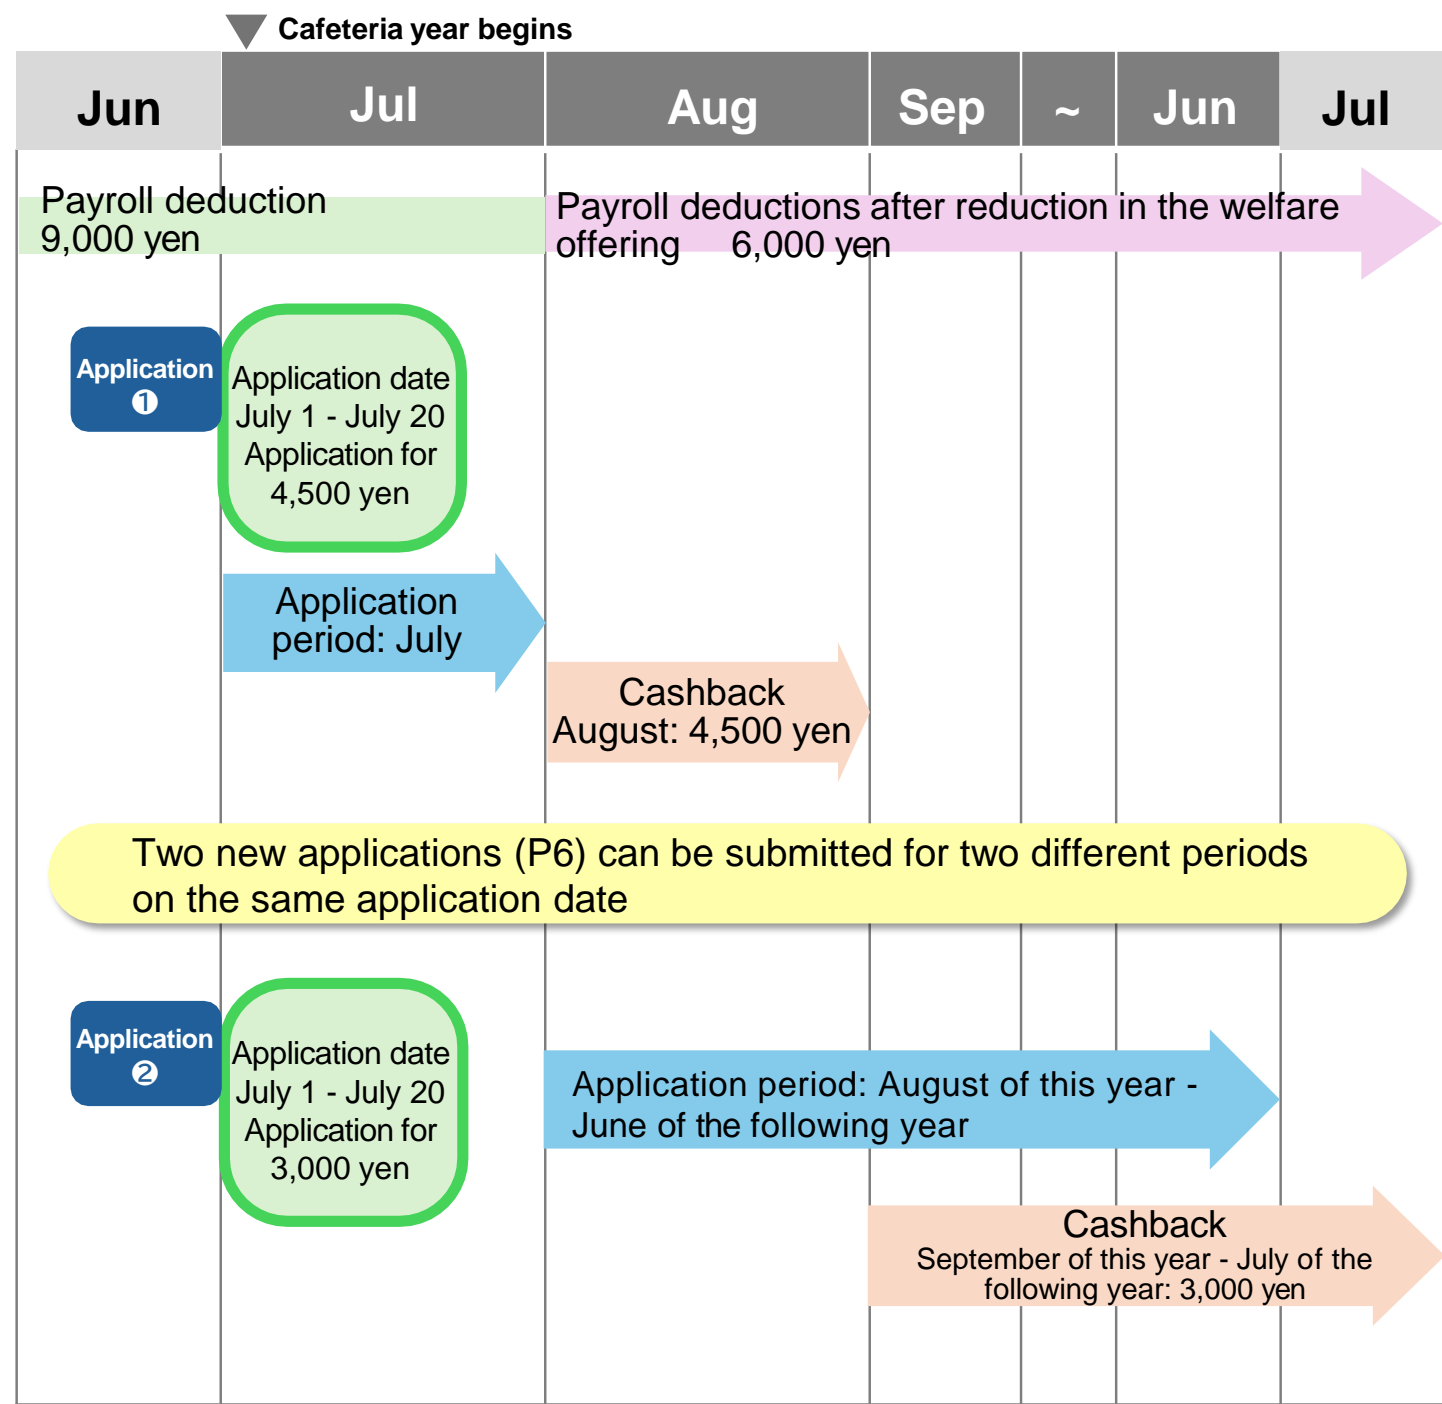 Cafeteria year begins
Jun
Jul
Aug
Sep
~
Jun
Jul
Payroll deduction
9,000 yen
Payroll deductions after reduction in the welfare
offering 6,000 yen
Application
❶
Application date
July 1 - July 20
Application for
4,500 yen
Application
period: July
Cashback
August: 4,500 yen
Two new applications (P6) can be submitted for two different periods
on the same application date
Application
❷
Application date
July 1 - July 20
Application for
3,000 yen
Application period: August of this year -
June of the following year
Cashback
September of this year - July of the
following year: 3,000 yen